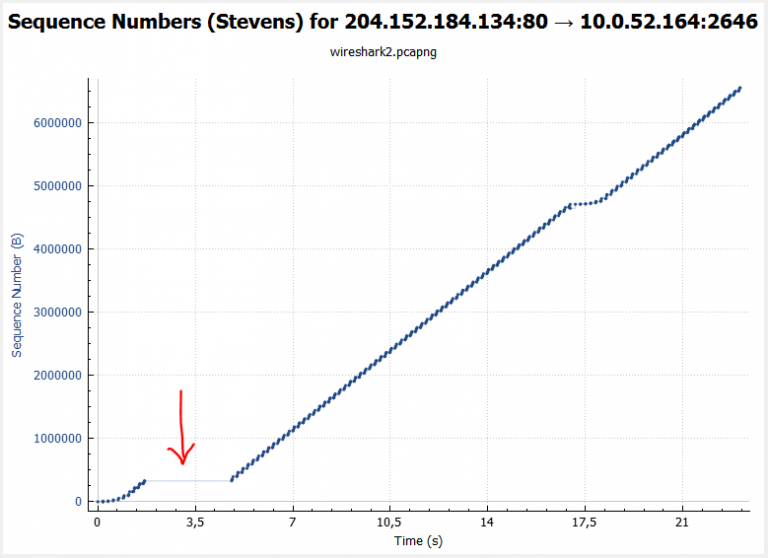 Sequence Numbers (Stevens) for 204.152.184.134:80 → 10.0.52.164:2646
wireshark2.pcapng
Sequence Number (B)
6000000
5000000
4000000
3000000
2000000
1000000
0
0 3,5 7 10,5 14 17,5 21
Time (s)